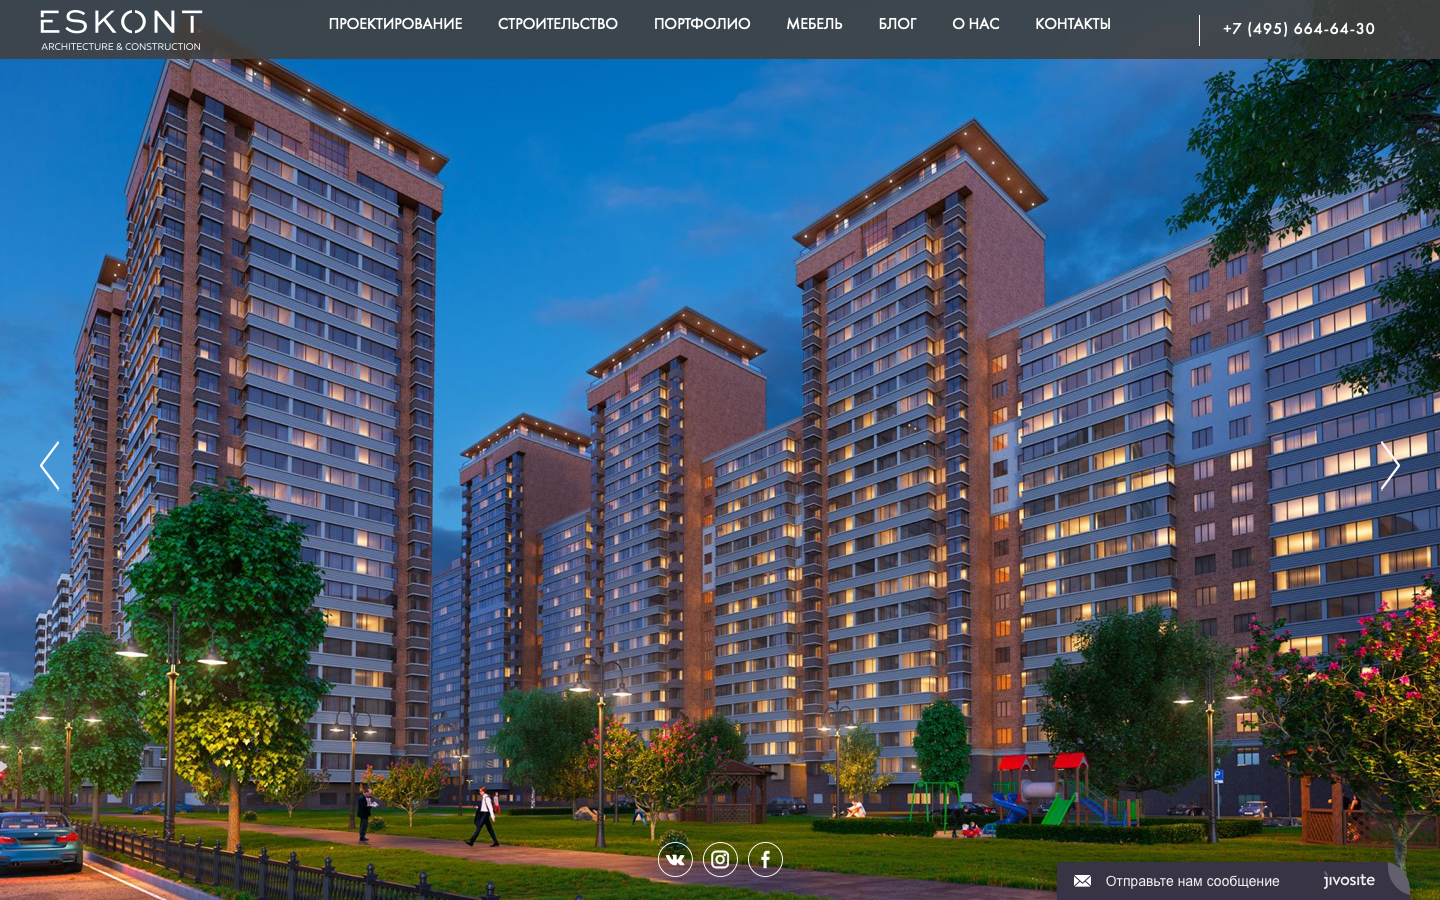 ESKONT
ARCHITECTURE & CONSTRUCTION
ПРОЕКТИРОВАНИЕ СТРОИТЕЛЬСТВО ПОРТФОЛИО МЕБЕЛЬ БЛОГ О НАС КОНТАКТЫ
+7 (495) 664-64-30
Отправьте нам сообщение
jivosite